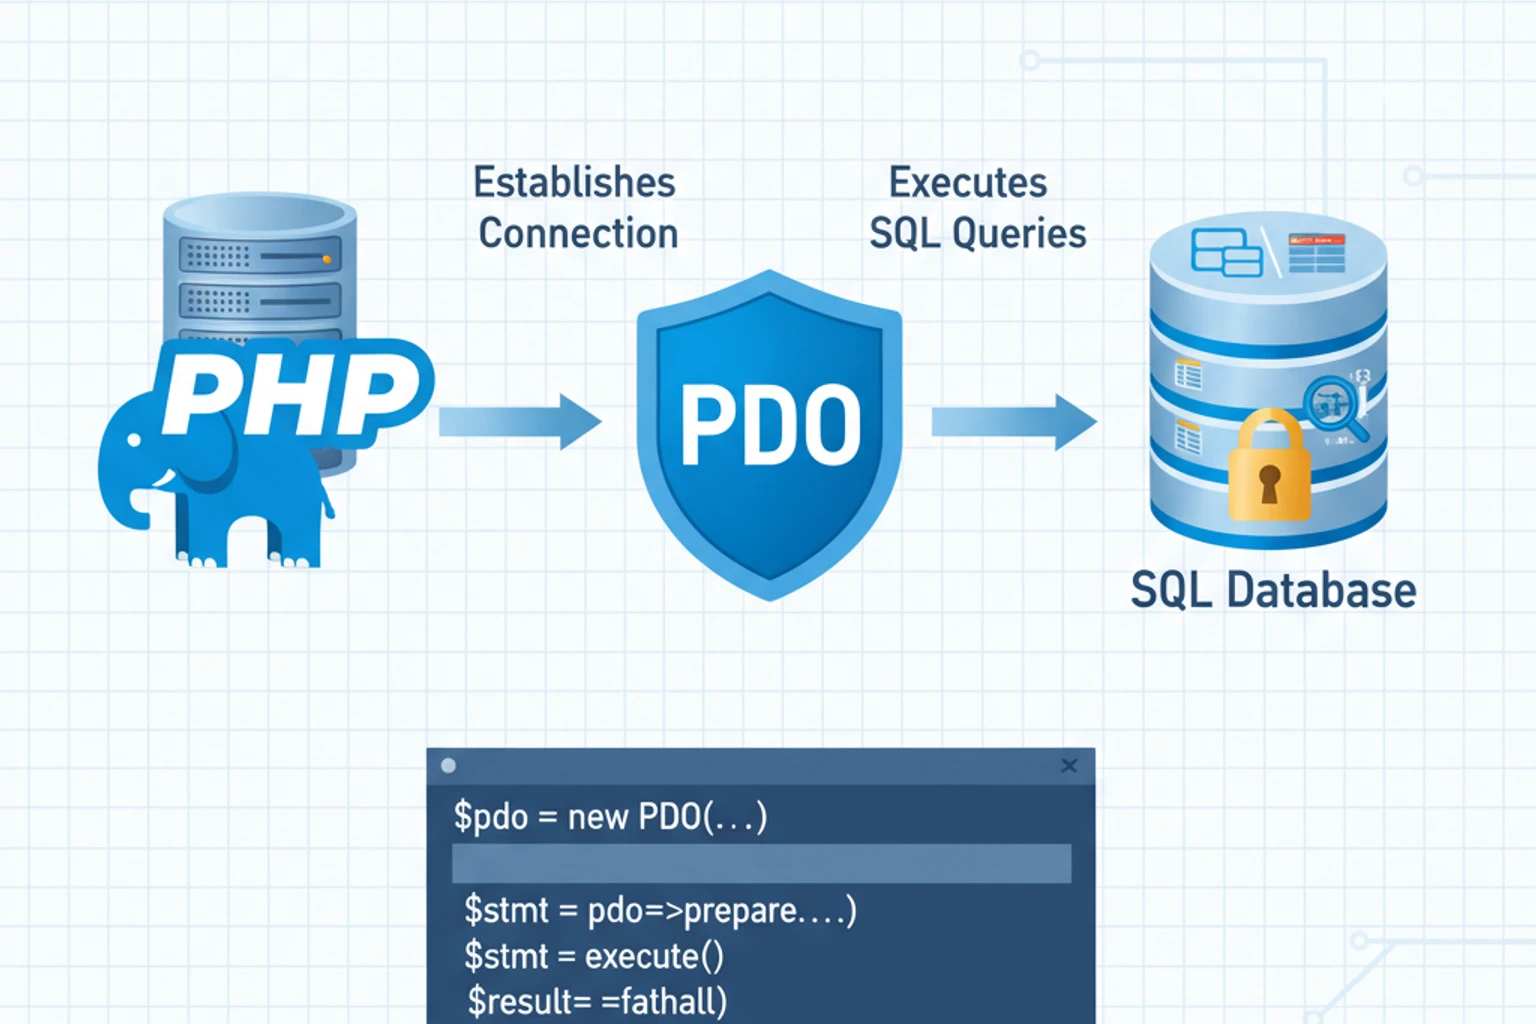 Establishes
Connection
Executes
SQL Queries
PHP
PDO
SQL Database
$pdo = new PDO(...)
$stmt = pdo=>prepare....)
$stmt = execute()
$result= =fathall)